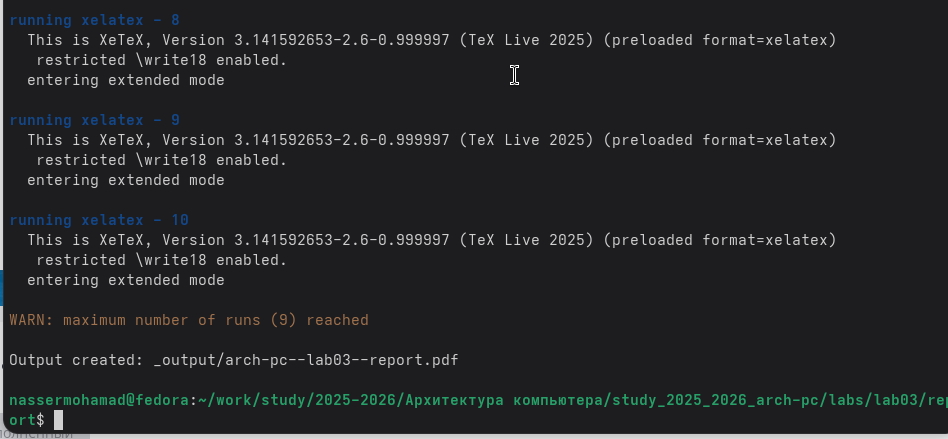 running xelatex - 8
This is XeTeX, Version 3.141592653-2.6-0.999997 (TeX Live 2025) (preloaded format=xelatex)
restricted \write18 enabled.
entering extended mode
running xelatex - 9
This is XeTeX, Version 3.141592653-2.6-0.999997 (TeX Live 2025) (preloaded format=xelatex)
restricted \write18 enabled.
entering extended mode
running xelatex - 10
This is XeTeX, Version 3.141592653-2.6-0.999997 (TeX Live 2025) (preloaded format=xelatex)
restricted \write18 enabled.
entering extended mode
WARN: maximum number of runs (9) reached
Output created: _output/arch-pc--lab03--report.pdf
nassermohamad@fedora:~/work/study/2025-2026/Архитектура компьютера/study_2025_2026_arch-pc/labs/lab03/rep
ort$